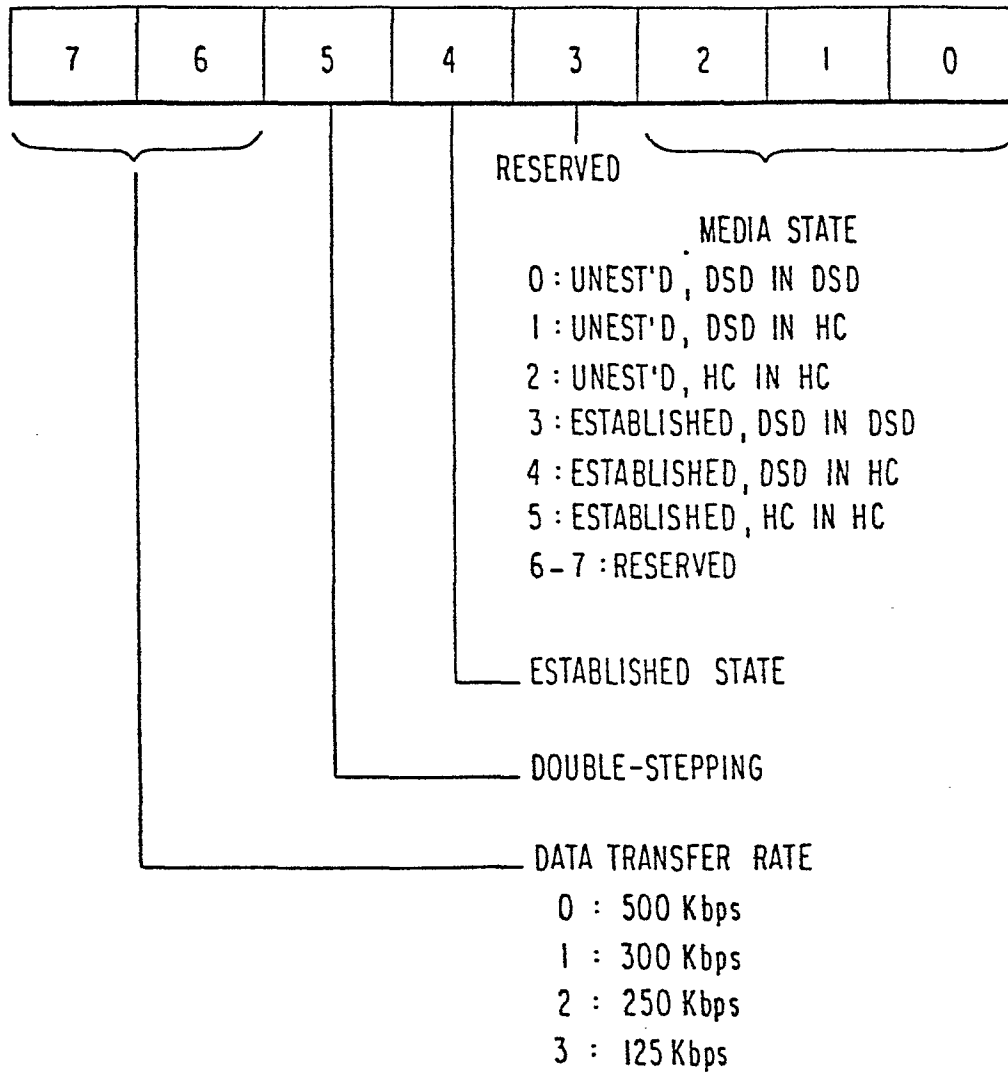 7 6 5 4 3 2 1 0
RESERVED
MEDIA STATE
0 : UNEST'D, DSD IN DSD
1 : UNEST'D, DSD IN HC
2 : UNEST'D, HC IN HC
3 : ESTABLISHED, DSD IN DSD
4 : ESTABLISHED, DSD IN HC
5 : ESTABLISHED, HC IN HC
6-7 : RESERVED
ESTABLISHED STATE
DOUBLE-STEPPING
DATA TRANSFER RATE
0 : 500 Kbps
1 : 300 Kbps
2 : 250 Kbps
3 : 125 Kbps